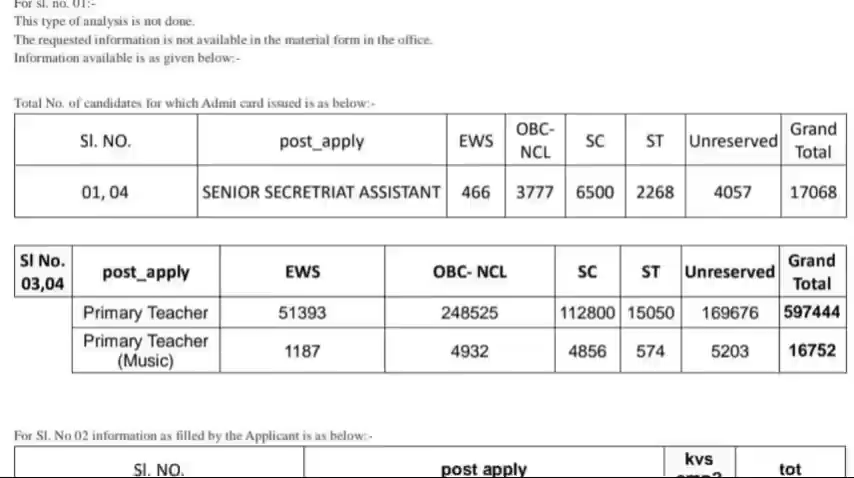 For sl. no. 01:-
This type of analysis is not done.
The requested information is not available in the material form in the office.
Information available is as given below:-
Total No. of candidates for which Admit card issued is as below:-
Sl. NO. post_apply EWS OBC-NCL SC ST Unreserved Grand Total
01, 04 SENIOR SECRETRIAT ASSISTANT 466 3777 6500 2268 4057 17068
Sl No. 03,04 post_apply EWS OBC- NCL SC ST Unreserved Grand Total
Primary Teacher 51393 248525 112800 15050 169676 597444
Primary Teacher (Music) 1187 4932 4856 574 5203 16752
For Sl. No 02 information as filled by the Applicant is as below:-
Sl. NO. post apply kvs tot